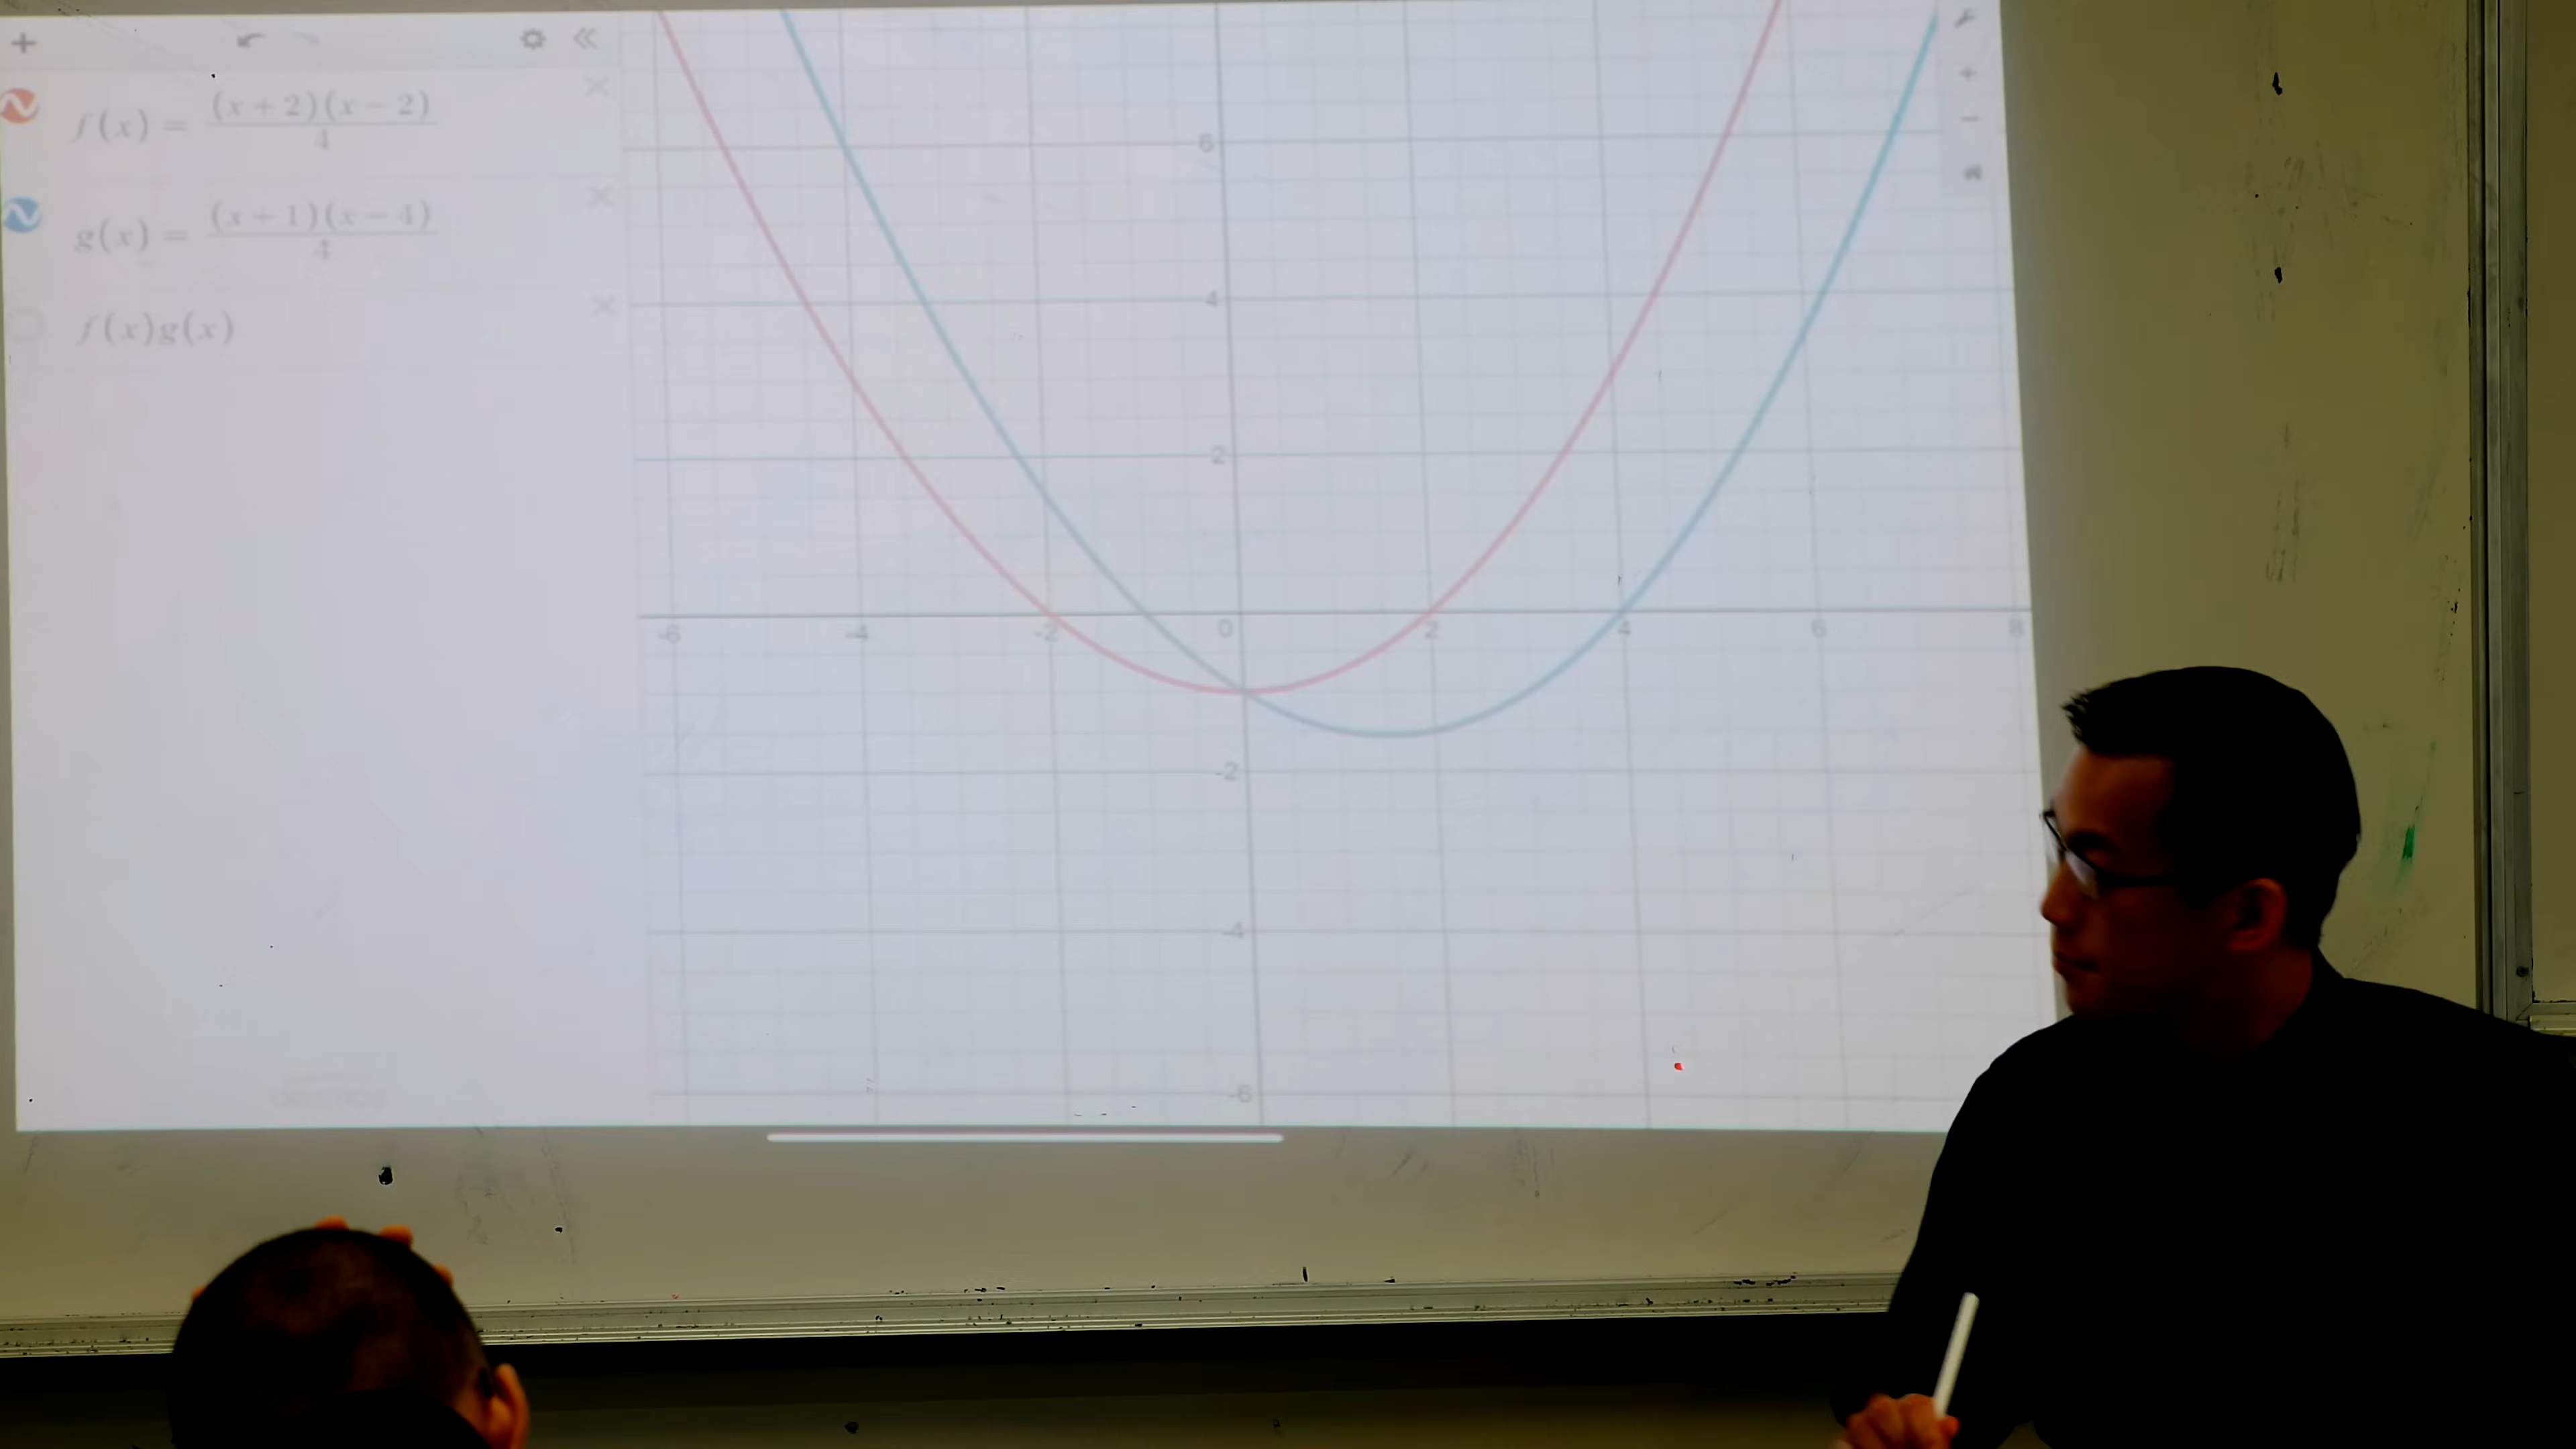 f(x) = (x + 2)(x − 2)
4
g(x) = (x + 1)(x − 4)
4
f(x)g(x)
6
4
2
-6 -4 -2 0 2 4 6 8
-2
-4
-6
desmos